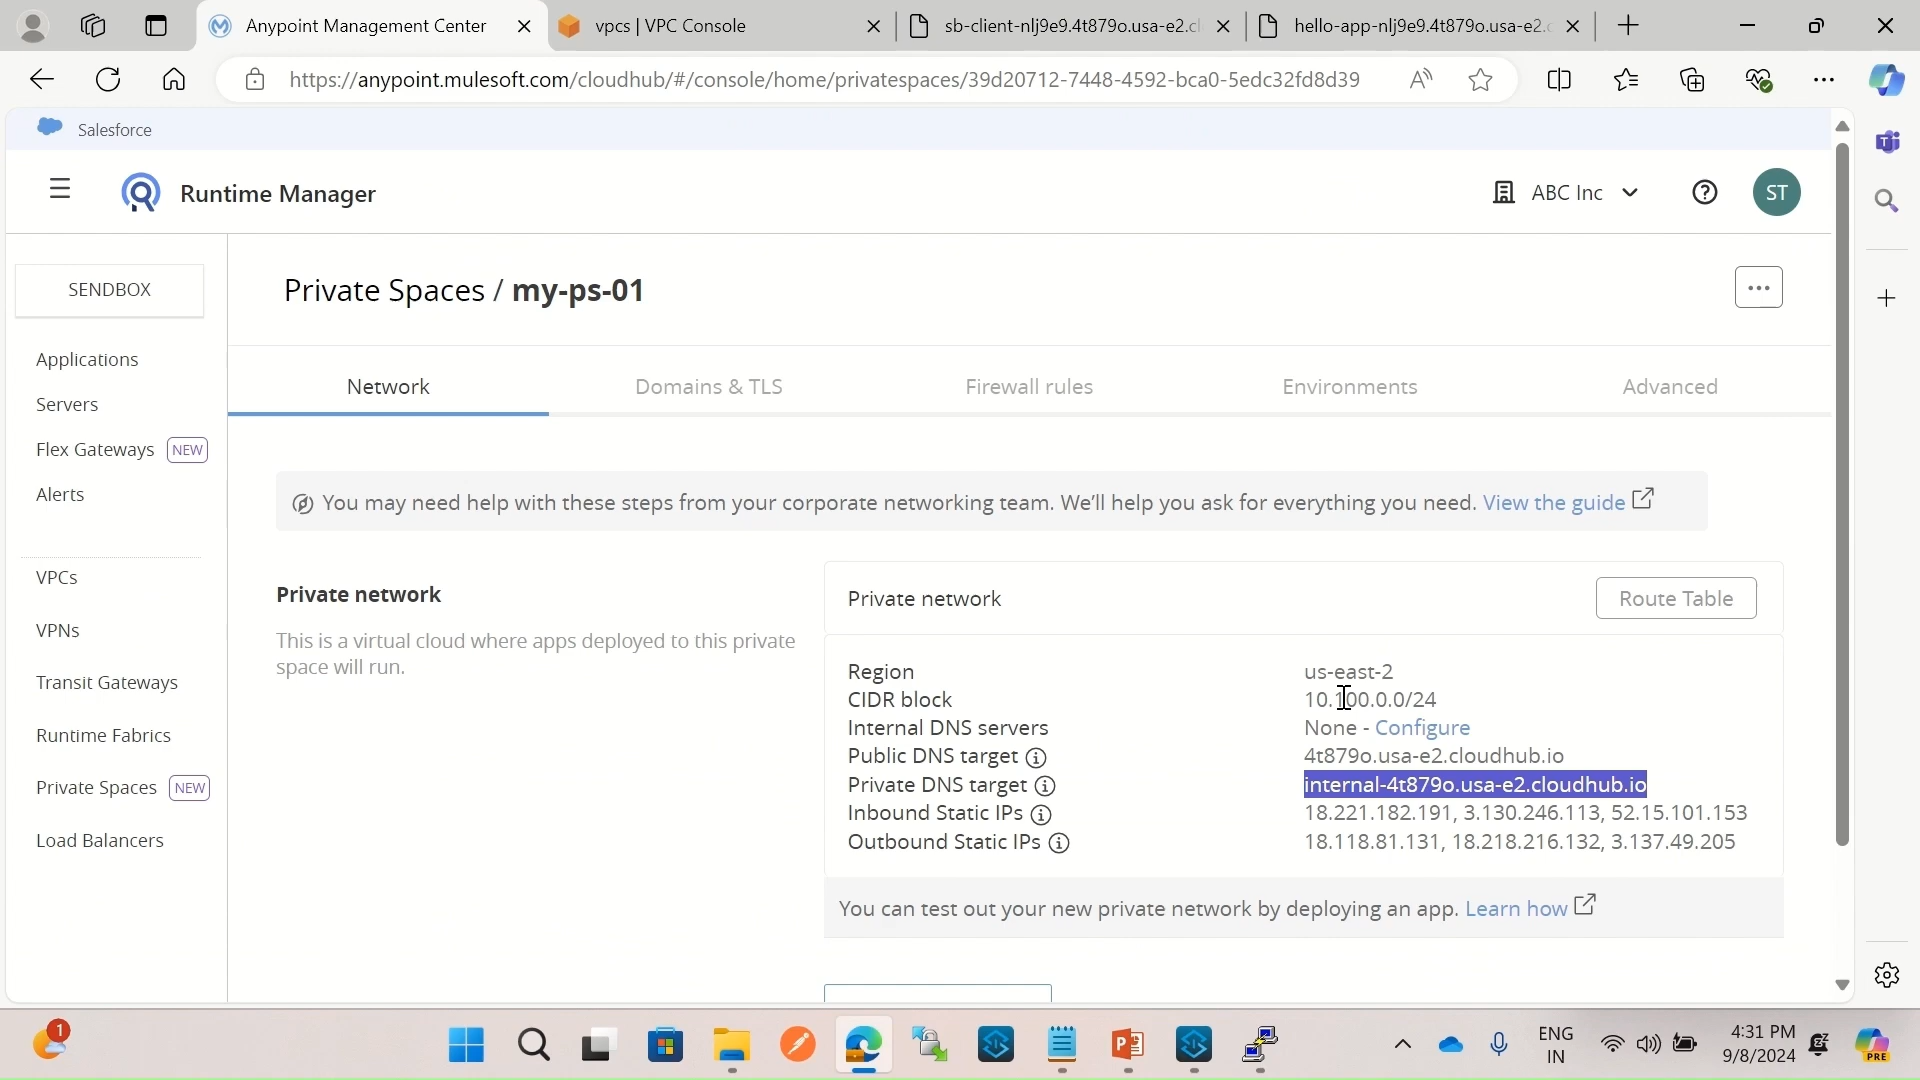 Anypoint Management Center
vpcs | VPC Console
sb-client-nlj9e9.4t879o.usa-e2.cl
hello-app-nlj9e9.4t879o.usa-e2.c
https://anypoint.mulesoft.com/cloudhub/#/console/home/privatespaces/39d20712-7448-4592-bca0-5edc32fd8d39
Salesforce
Runtime Manager
ABC Inc
ST
SENDBOX
Applications
Servers
Flex Gateways NEW
Alerts
VPCs
VPNs
Transit Gateways
Runtime Fabrics
Private Spaces NEW
Load Balancers
Private Spaces / my-ps-01
Network
Domains & TLS
Firewall rules
Environments
Advanced
You may need help with these steps from your corporate networking team. We’ll help you ask for everything you need. View the guide
Private network
This is a virtual cloud where apps deployed to this private
space will run.
Private network
Route Table
Region us-east-2
CIDR block 10.100.0.0/24
Internal DNS servers None - Configure
Public DNS target 4t879o.usa-e2.cloudhub.io
Private DNS target internal-4t879o.usa-e2.cloudhub.io
Inbound Static IPs 18.221.182.191, 3.130.246.113, 52.15.101.153
Outbound Static IPs 18.118.81.131, 18.218.216.132, 3.137.49.205
You can test out your new private network by deploying an app. Learn how
1
ENG
IN
4:31 PM
9/8/2024
PRE